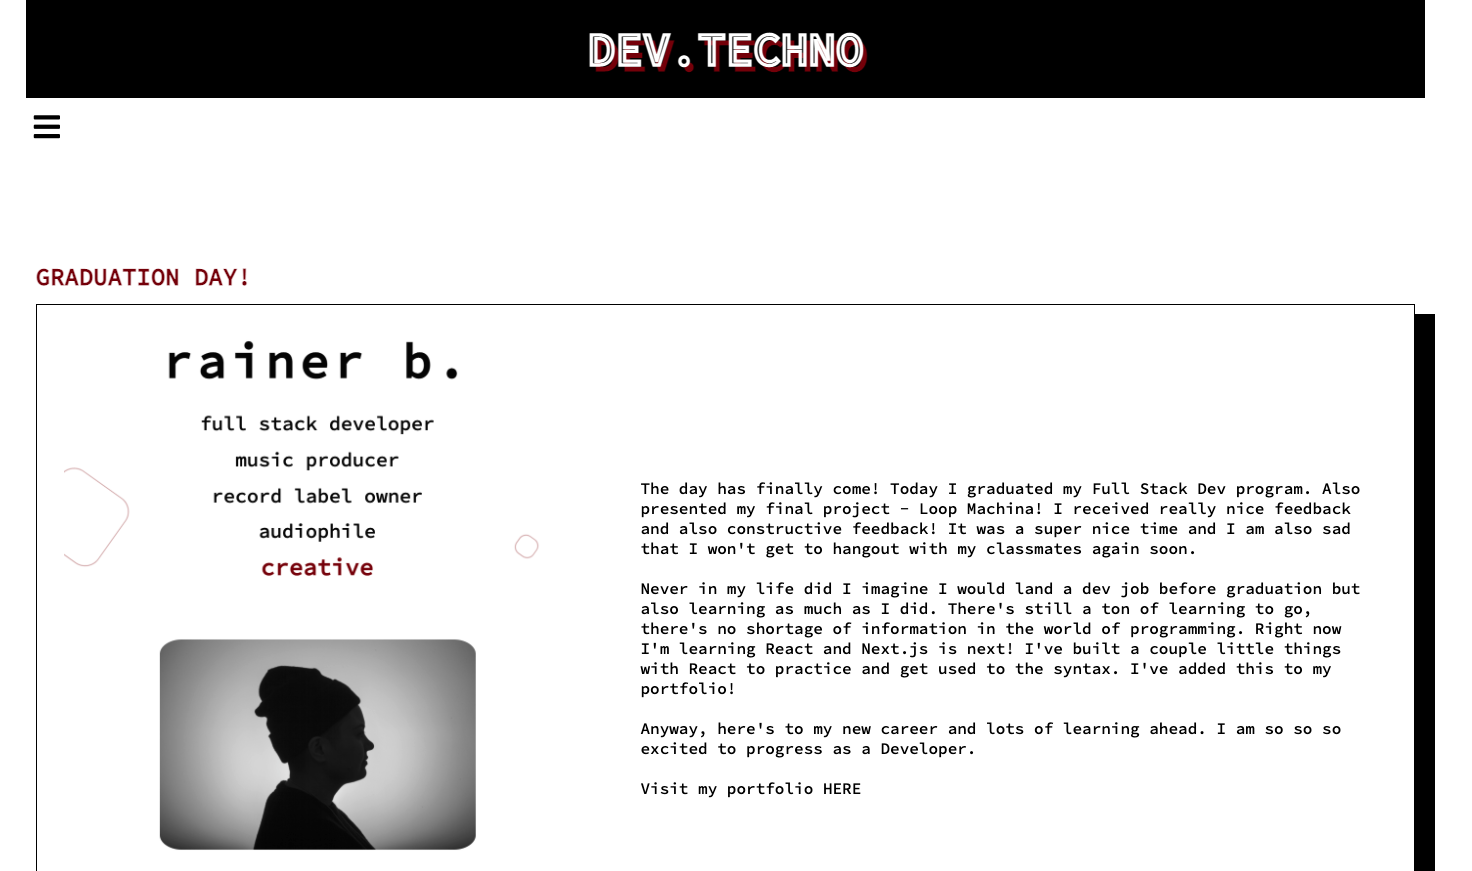 DEV.TECHNO
GRADUATION DAY!
rainer b.
full stack developer
music producer
record label owner
audiophile
creative
The day has finally come! Today I graduated my Full Stack Dev program. Also
presented my final project - Loop Machina! I received really nice feedback
and also constructive feedback! It was a super nice time and I am also sad
that I won't get to hangout with my classmates again soon.
Never in my life did I imagine I would land a dev job before graduation but
also learning as much as I did. There's still a ton of learning to go,
there's no shortage of information in the world of programming. Right now
I'm learning React and Next.js is next! I've built a couple little things
with React to practice and get used to the syntax. I've added this to my
portfolio!
Anyway, here's to my new career and lots of learning ahead. I am so so so
excited to progress as a Developer.
Visit my portfolio HERE